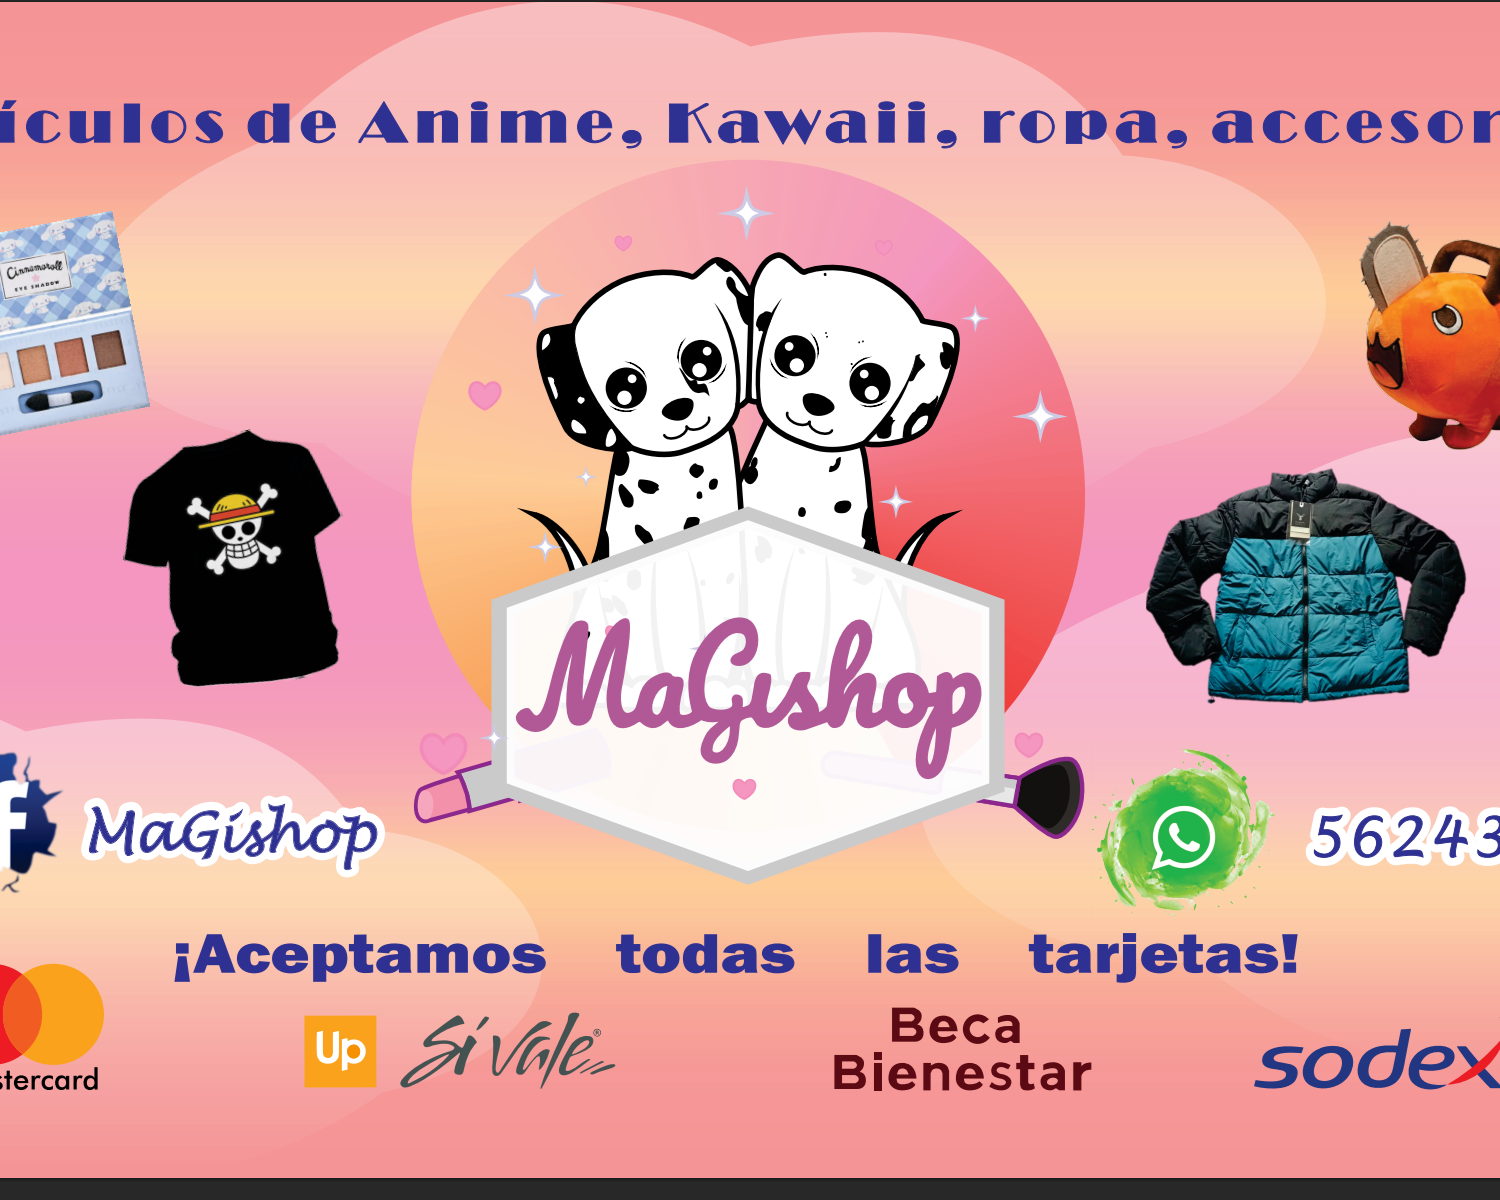 ículos de Anime, Kawaii, ropa, accesor
Cinnamoroll
EYE SHADOW
MaGishop
MaGishop
56243
¡Aceptamos todas las tarjetas!
stercard
Up Sí Vale®
Beca
Bienestar
sodex